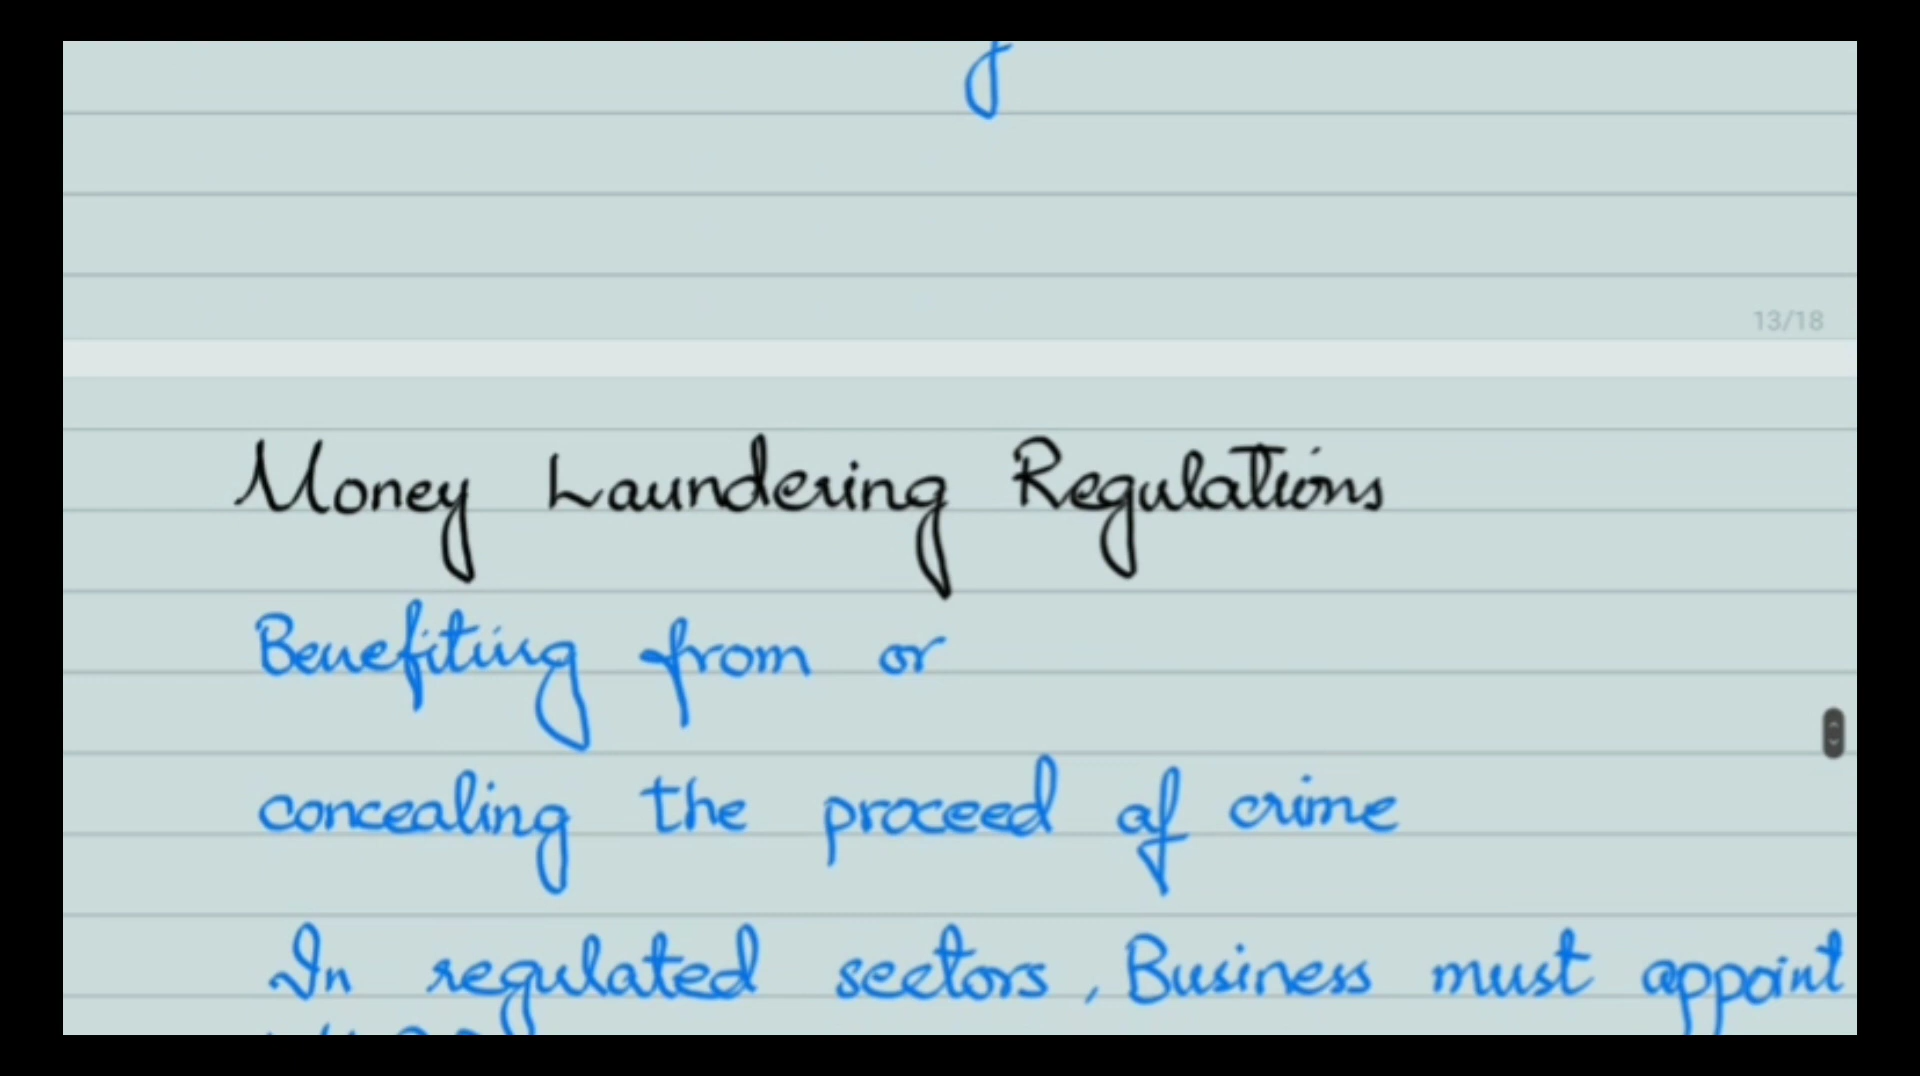 13/18
Money Laundering Regulations
Benefiting from or
concealing the proceed of crime
In regulated sectors, Business must appoint